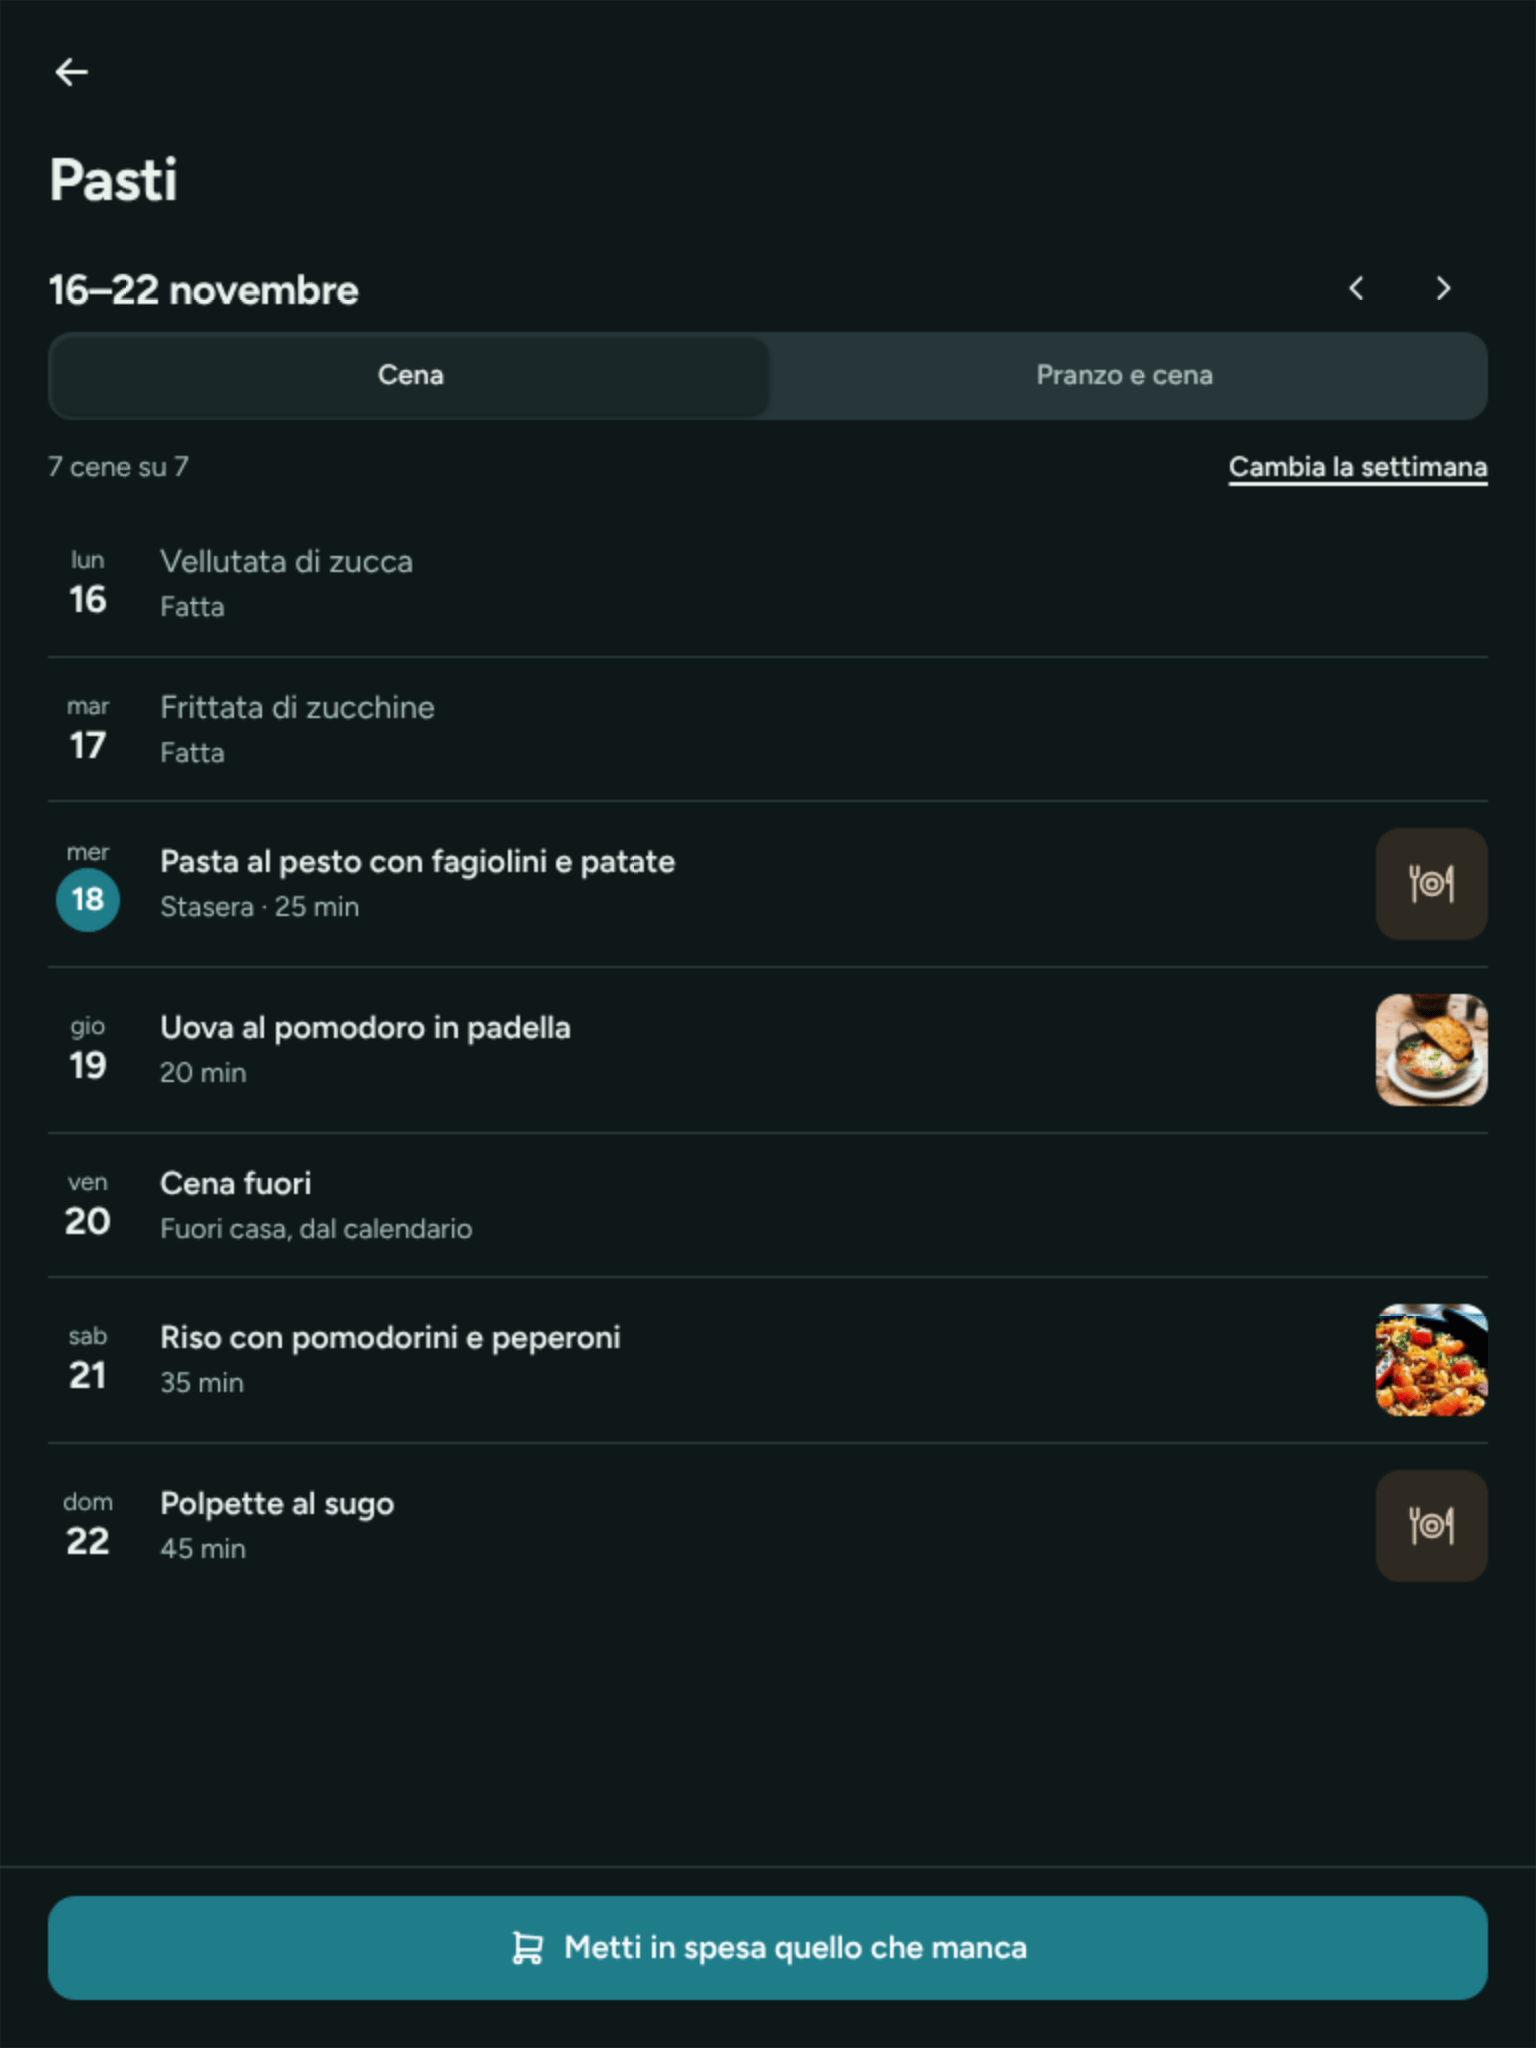 Pasti
16–22 novembre
Cena
Pranzo e cena
7 cene su 7
Cambia la settimana
lun
16
Vellutata di zucca
Fatta
mar
17
Frittata di zucchine
Fatta
mer
18
Pasta al pesto con fagiolini e patate
Stasera · 25 min
gio
19
Uova al pomodoro in padella
20 min
ven
20
Cena fuori
Fuori casa, dal calendario
sab
21
Riso con pomodorini e peperoni
35 min
dom
22
Polpette al sugo
45 min
Metti in spesa quello che manca